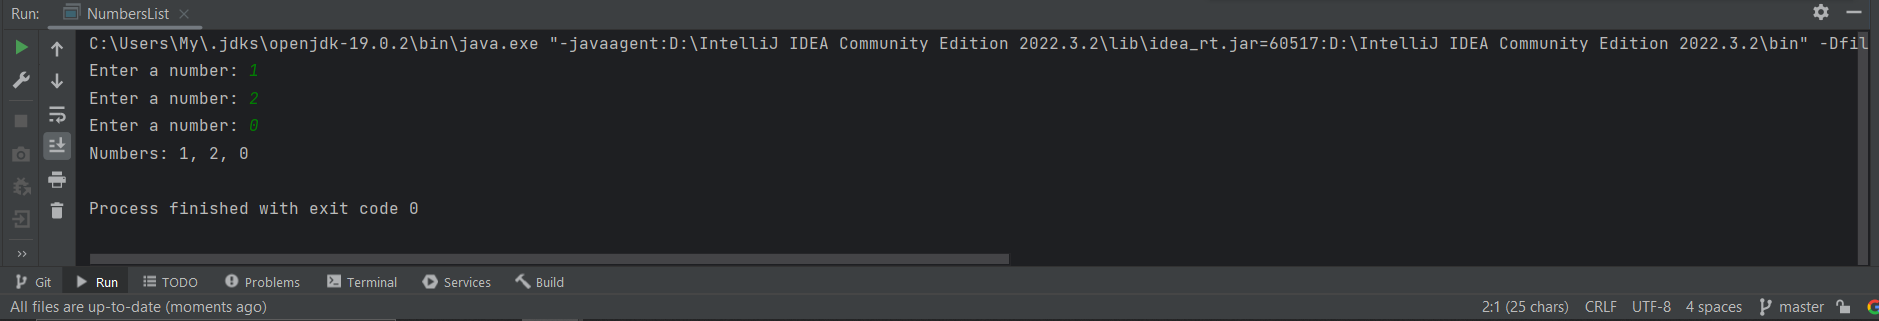 Run: NumbersList
C:\Users\My\.jdks\openjdk-19.0.2\bin\java.exe "-javaagent:D:\IntelliJ IDEA Community Edition 2022.3.2\lib\idea_rt.jar=60517:D:\IntelliJ IDEA Community Edition 2022.3.2\bin" -Dfil
Enter a number: 1
Enter a number: 2
Enter a number: 0
Numbers: 1, 2, 0
Process finished with exit code 0
Git Run TODO Problems Terminal Services Build
All files are up-to-date (moments ago) 2:1 (25 chars) CRLF UTF-8 4 spaces master